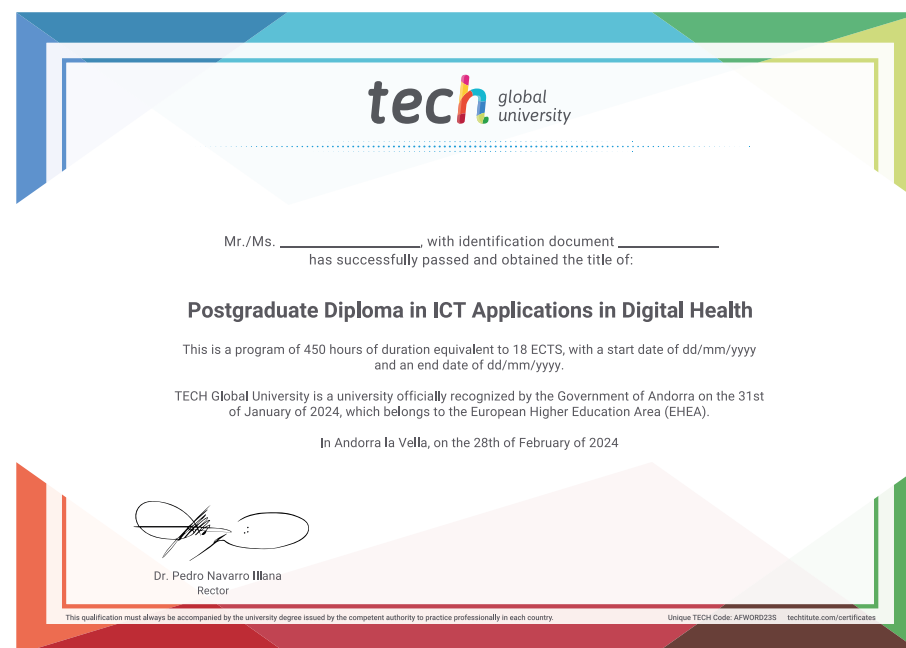 tech global
university
Mr./Ms. ____________, with identification document ____________
has successfully passed and obtained the title of:
Postgraduate Diploma in ICT Applications in Digital Health
This is a program of 450 hours of duration equivalent to 18 ECTS, with a start date of dd/mm/yyyy
and an end date of dd/mm/yyyy.
TECH Global University is a university officially recognized by the Government of Andorra on the 31st
of January of 2024, which belongs to the European Higher Education Area (EHEA).
In Andorra la Vella, on the 28th of February of 2024
Dr. Pedro Navarro Illana
Rector
This qualification must always be accompanied by the university degree issued by the competent authority to practice professionally in each country.
Unique TECH Code: AFWORD23S techtitute.com/certificates